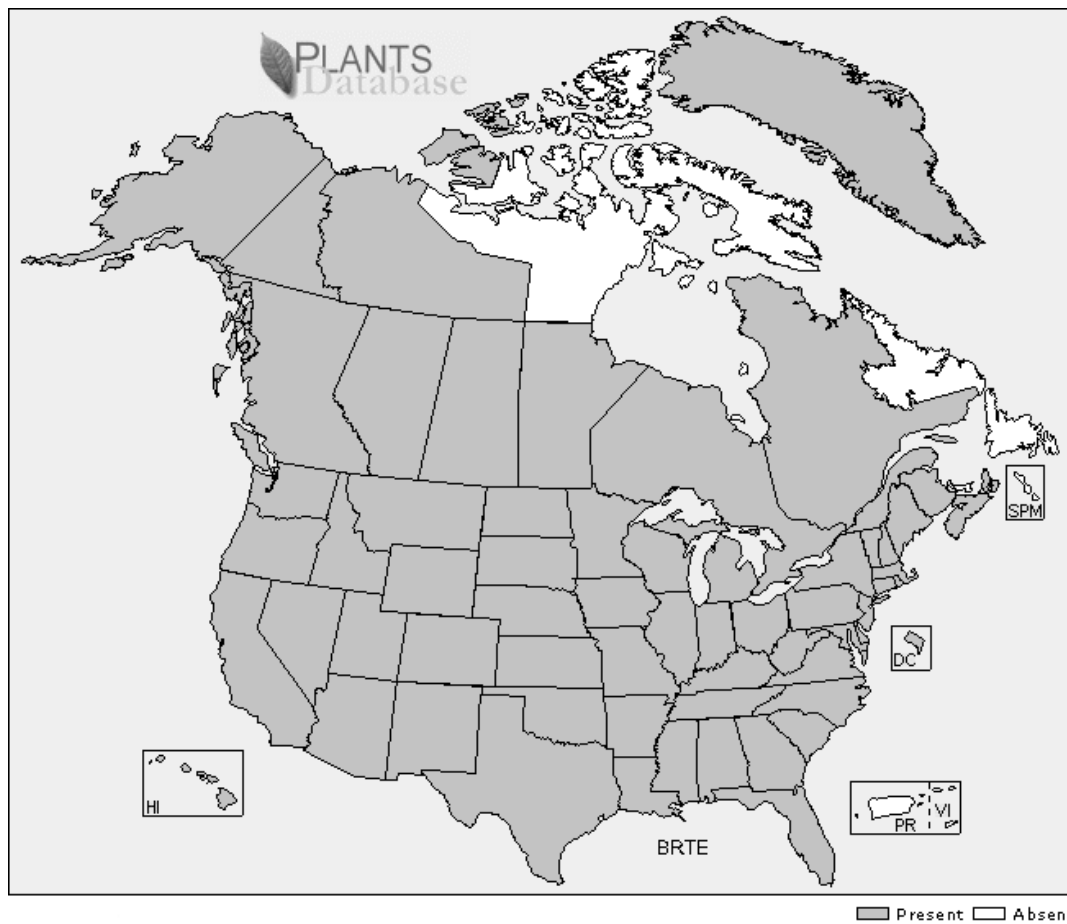 PLANTS
Database
SPM
DC
HI
PR VI
BRTE
Present Absen